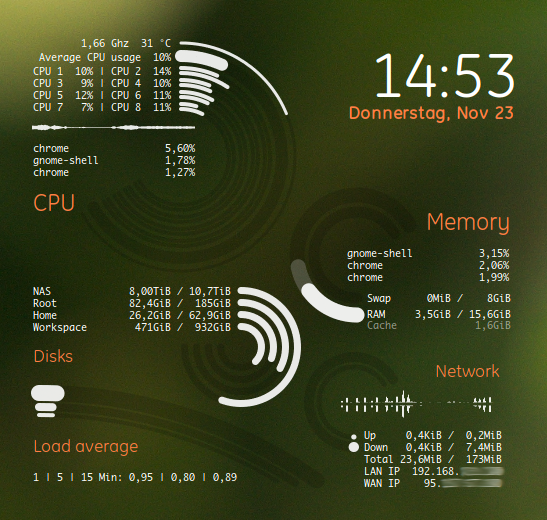 1,66 Ghz 31 °C
Average CPU usage 10%
CPU 1 10% | CPU 2 14%
CPU 3 9% | CPU 4 10%
CPU 5 12% | CPU 6 11%
CPU 7 7% | CPU 8 11%
chrome 5,60%
gnome-shell 1,78%
chrome 1,27%
CPU
14:53
Donnerstag, Nov 23
Memory
gnome-shell 3,15%
chrome 2,06%
chrome 1,99%
Swap 0MiB / 8GiB
RAM 3,5GiB / 15,6GiB
Cache 1,6GiB
NAS 8,00TiB / 10,7TiB
Root 82,4GiB / 185GiB
Home 26,2GiB / 62,9GiB
Workspace 471GiB / 932GiB
Disks
Network
Up 0,4KiB / 0,2MiB
Down 0,4KiB / 7,4MiB
Total 23,6MiB / 173MiB
LAN IP 192.168.
WAN IP 95.
Load average
1 | 5 | 15 Min: 0,95 | 0,80 | 0,89